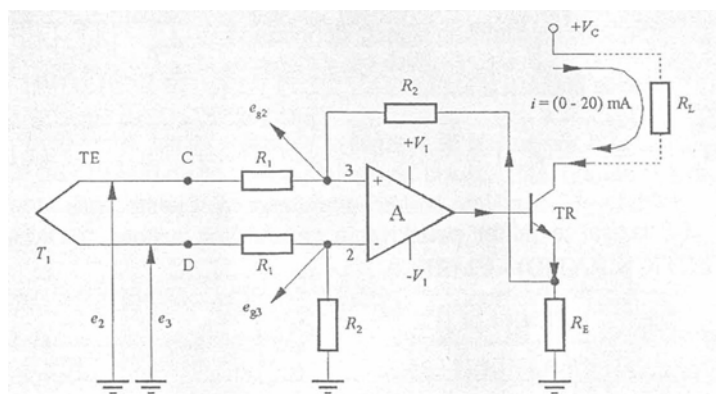 +V_C
R_2
i = (0 - 20) mA
R_L
e_g2
+V_1
TE
C
R_1
3
+
A
TR
T_1
D
R_1
-
2
-V_1
e_g3
e_2
e_3
R_2
R_E